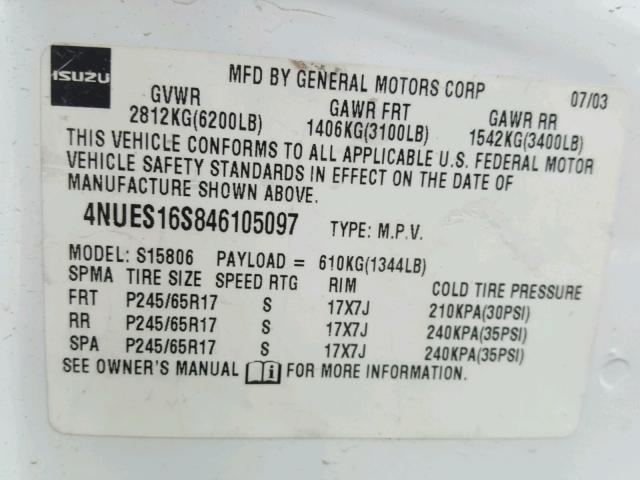 ISUZU
MFD BY GENERAL MOTORS CORP 07/03
GVWR GAWR FRT GAWR RR
2812KG(6200LB) 1406KG(3100LB) 1542KG(3400LB)
THIS VEHICLE CONFORMS TO ALL APPLICABLE U.S. FEDERAL MOTOR
VEHICLE SAFETY STANDARDS IN EFFECT ON THE DATE OF
MANUFACTURE SHOWN ABOVE.
4NUES16S846105097 TYPE: M.P.V.
MODEL: S15806 PAYLOAD = 610KG(1344LB)
SPMA TIRE SIZE SPEED RTG RIM COLD TIRE PRESSURE
FRT P245/65R17 S 17X7J 210KPA(30PSI)
RR P245/65R17 S 17X7J 240KPA(35PSI)
SPA P245/65R17 S 17X7J 240KPA(35PSI)
SEE OWNER'S MANUAL FOR MORE INFORMATION.